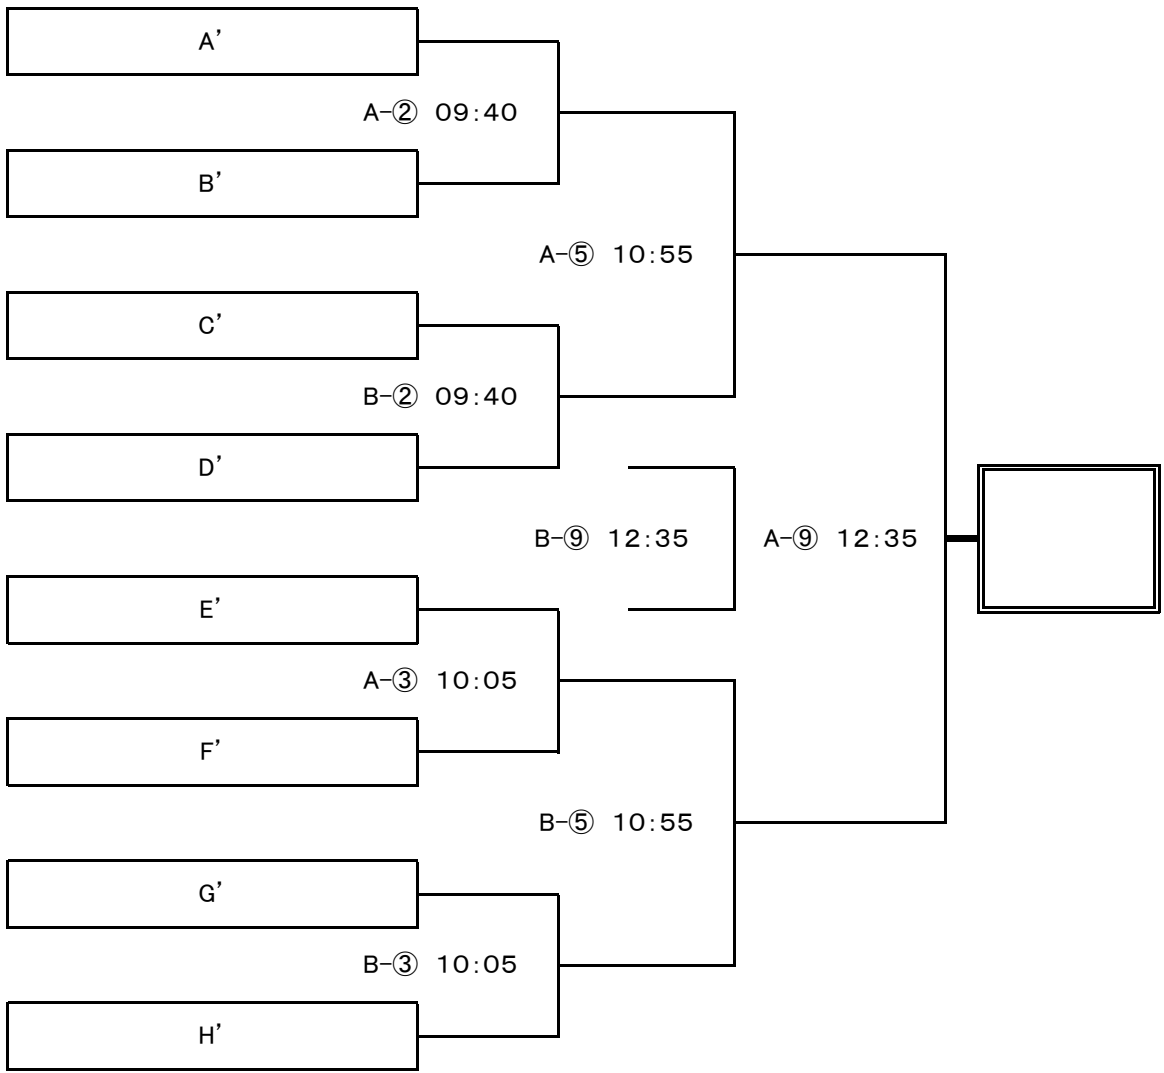 A’
A-② 09:40
B’
A-⑤ 10:55
C’
B-② 09:40
D’
B-⑨ 12:35
A-⑨ 12:35
E’
A-③ 10:05
F’
B-⑤ 10:55
G’
B-③ 10:05
H’